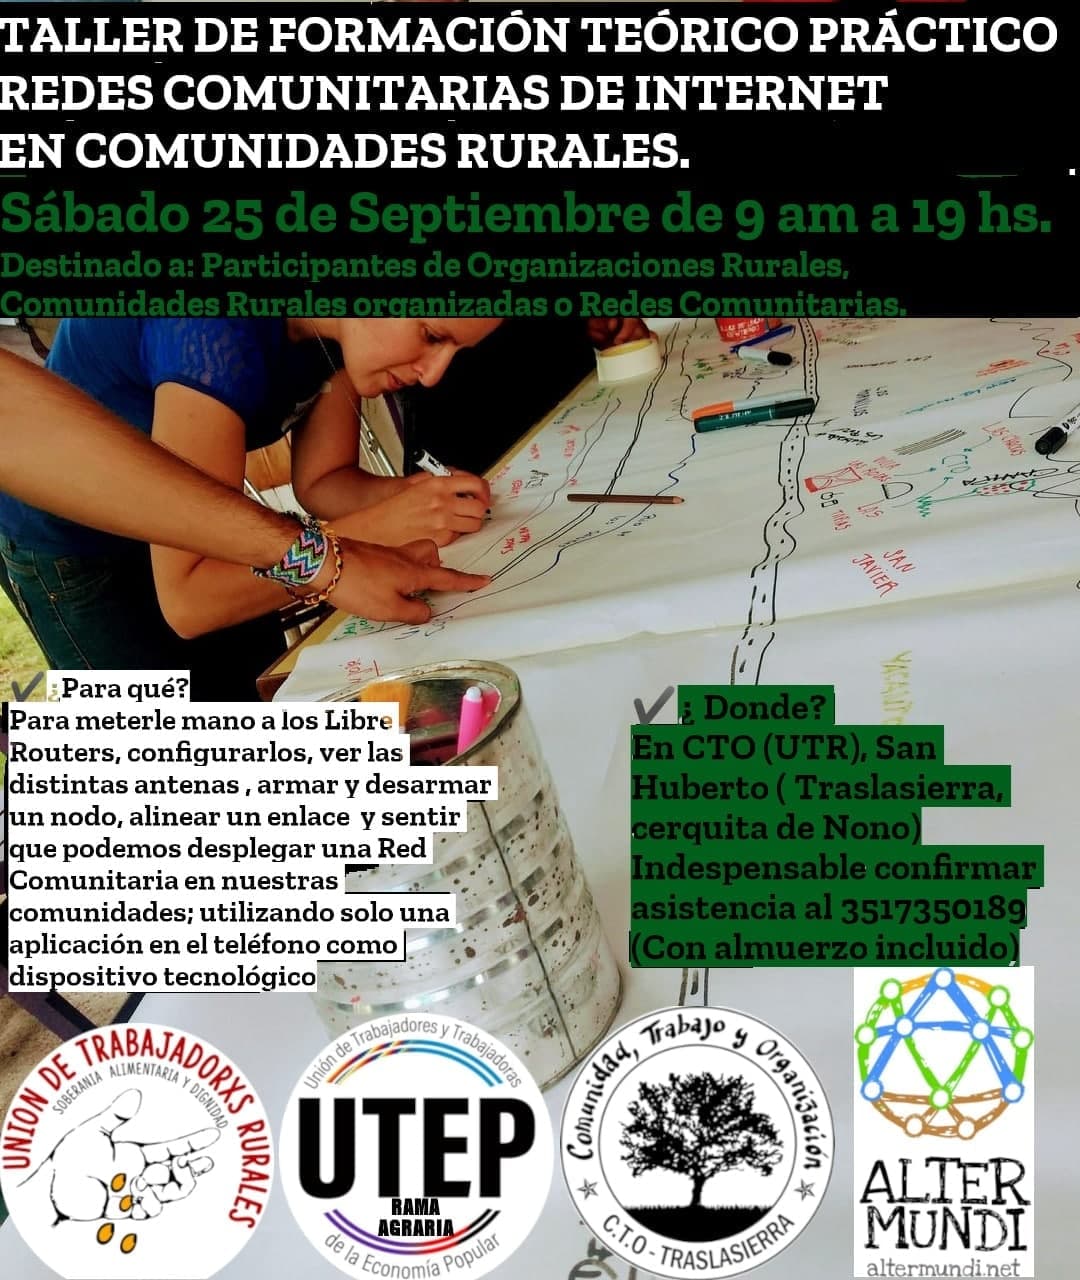 TALLER DE FORMACIÓN TEÓRICO PRÁCTICO
REDES COMUNITARIAS DE INTERNET
EN COMUNIDADES RURALES.
Sábado 25 de Septiembre de 9 am a 19 hs.
Destinado a: Participantes de Organizaciones Rurales,
Comunidades Rurales organizadas o Redes Comunitarias.
SAN
JAVIER
LAS
CTO
✔¿ Para qué?
Para meterle mano a los Libre
Routers, configurarlos, ver las
distintas antenas , armar y desarmar
un nodo, alinear un enlace y sentir
que podemos desplegar una Red
Comunitaria en nuestras
comunidades; utilizando solo una
aplicación en el teléfono como
dispositivo tecnológico
✔¿ Donde?
En CTO (UTR), San
Huberto ( Traslasierra,
cerquita de Nono)
Indespensable confirmar
asistencia al 3517350189
(Con almuerzo incluido)
UNION DE TRABAJADORXS RURALES
SOBERANIA ALIMENTARIA Y DIGNIDAD
Unión de Trabajadores y Trabajadoras
UTEP
RAMA
AGRARIA
de la Economía Popular
Comunidad, Trabajo y Organización
C.T.O - TRASLASIERRA
ALTER
MUNDI
altermundi.net